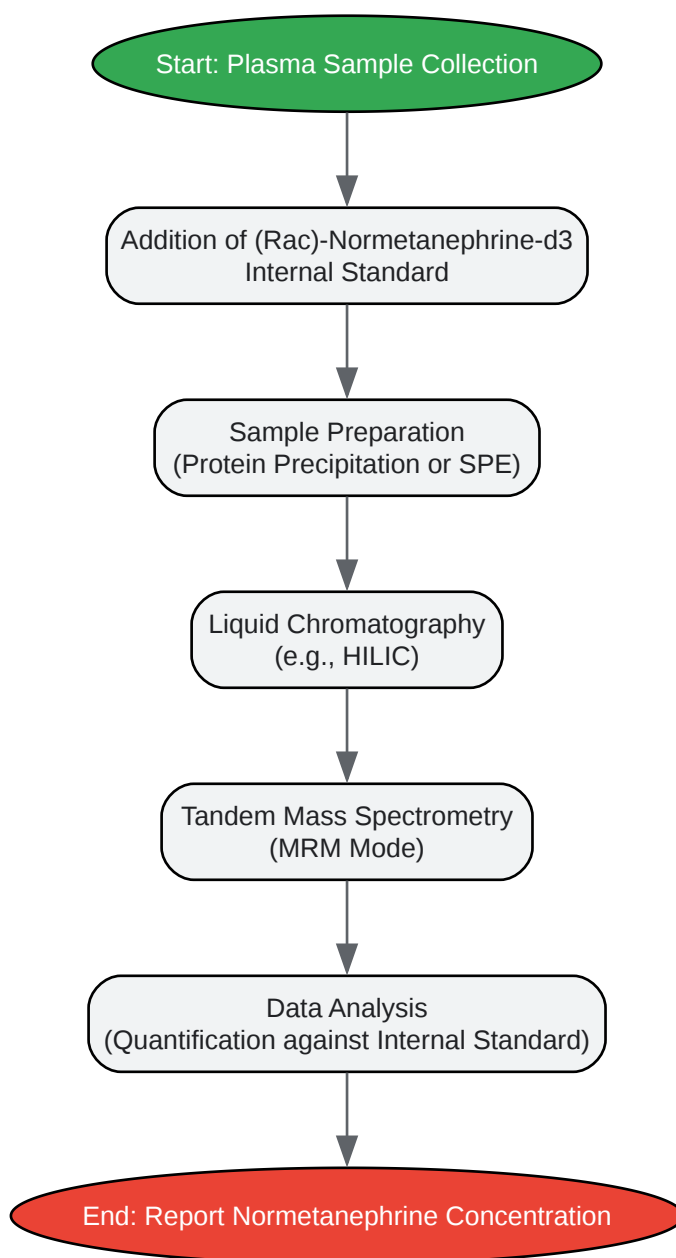 Start: Plasma Sample Collection
Addition of (Rac)-Normetanephrine-d3
Internal Standard
Sample Preparation
(Protein Precipitation or SPE)
Liquid Chromatography
(e.g., HILIC)
Tandem Mass Spectrometry
(MRM Mode)
Data Analysis
(Quantification against Internal Standard)
End: Report Normetanephrine Concentration